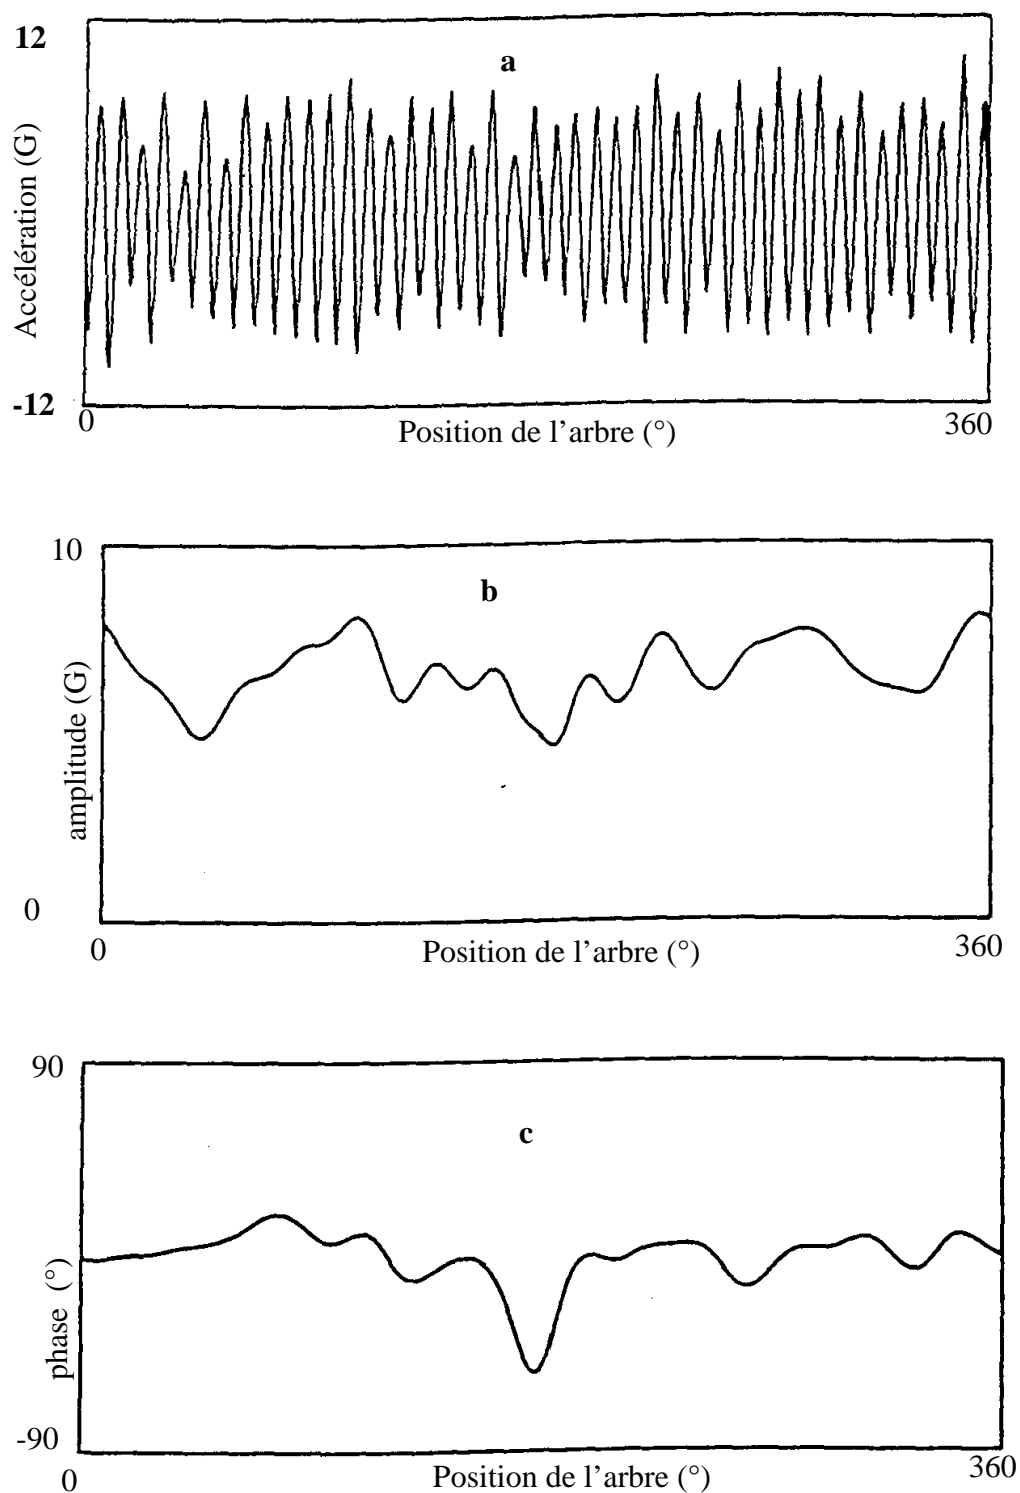 12
a
Accélération (G)
-12
0
Position de l'arbre (°)
360
10
b
amplitude (G)
0
0
Position de l'arbre (°)
360
90
c
phase (°)
-90
0
Position de l'arbre (°)
360